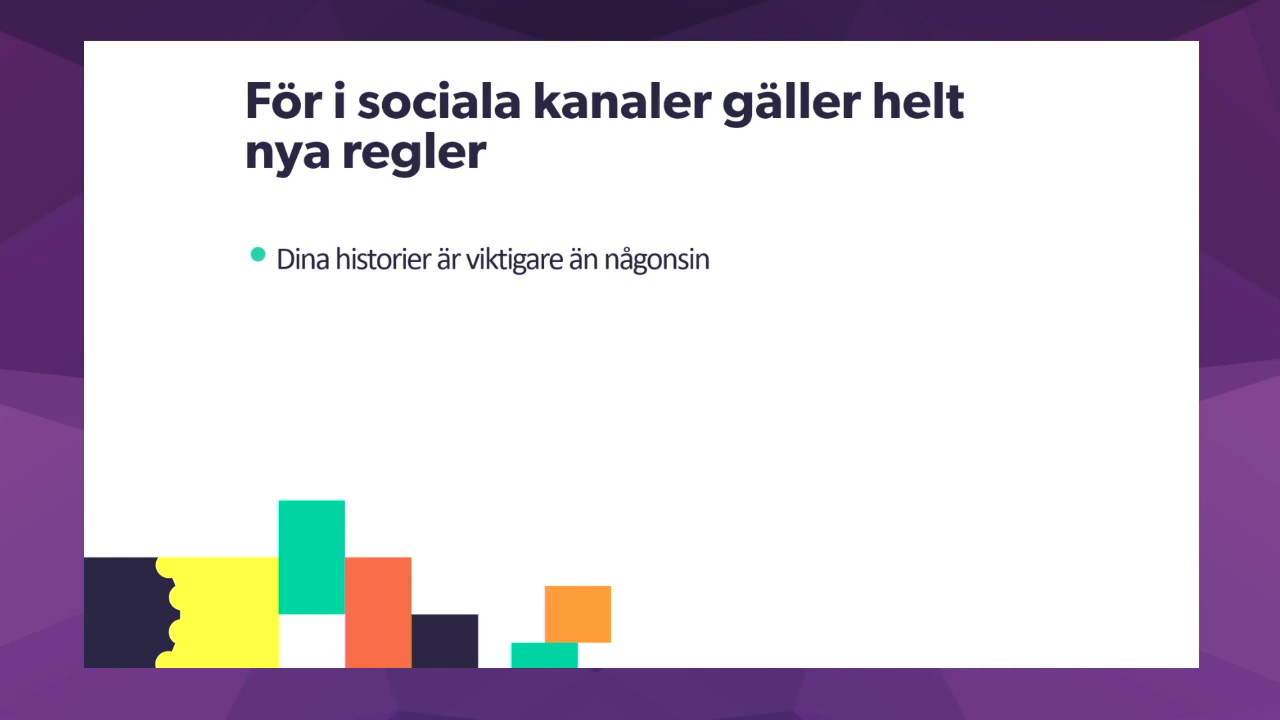 För i sociala kanaler gäller helt
nya regler
Dina historier är viktigare än någonsin